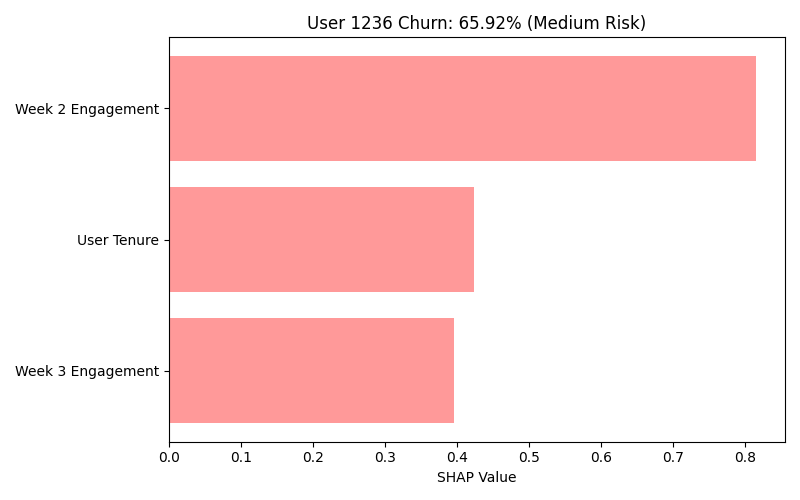 User 1236 Churn: 65.92% (Medium Risk)
Week 2 Engagement
User Tenure
Week 3 Engagement
0.0 0.1 0.2 0.3 0.4 0.5 0.6 0.7 0.8
SHAP Value